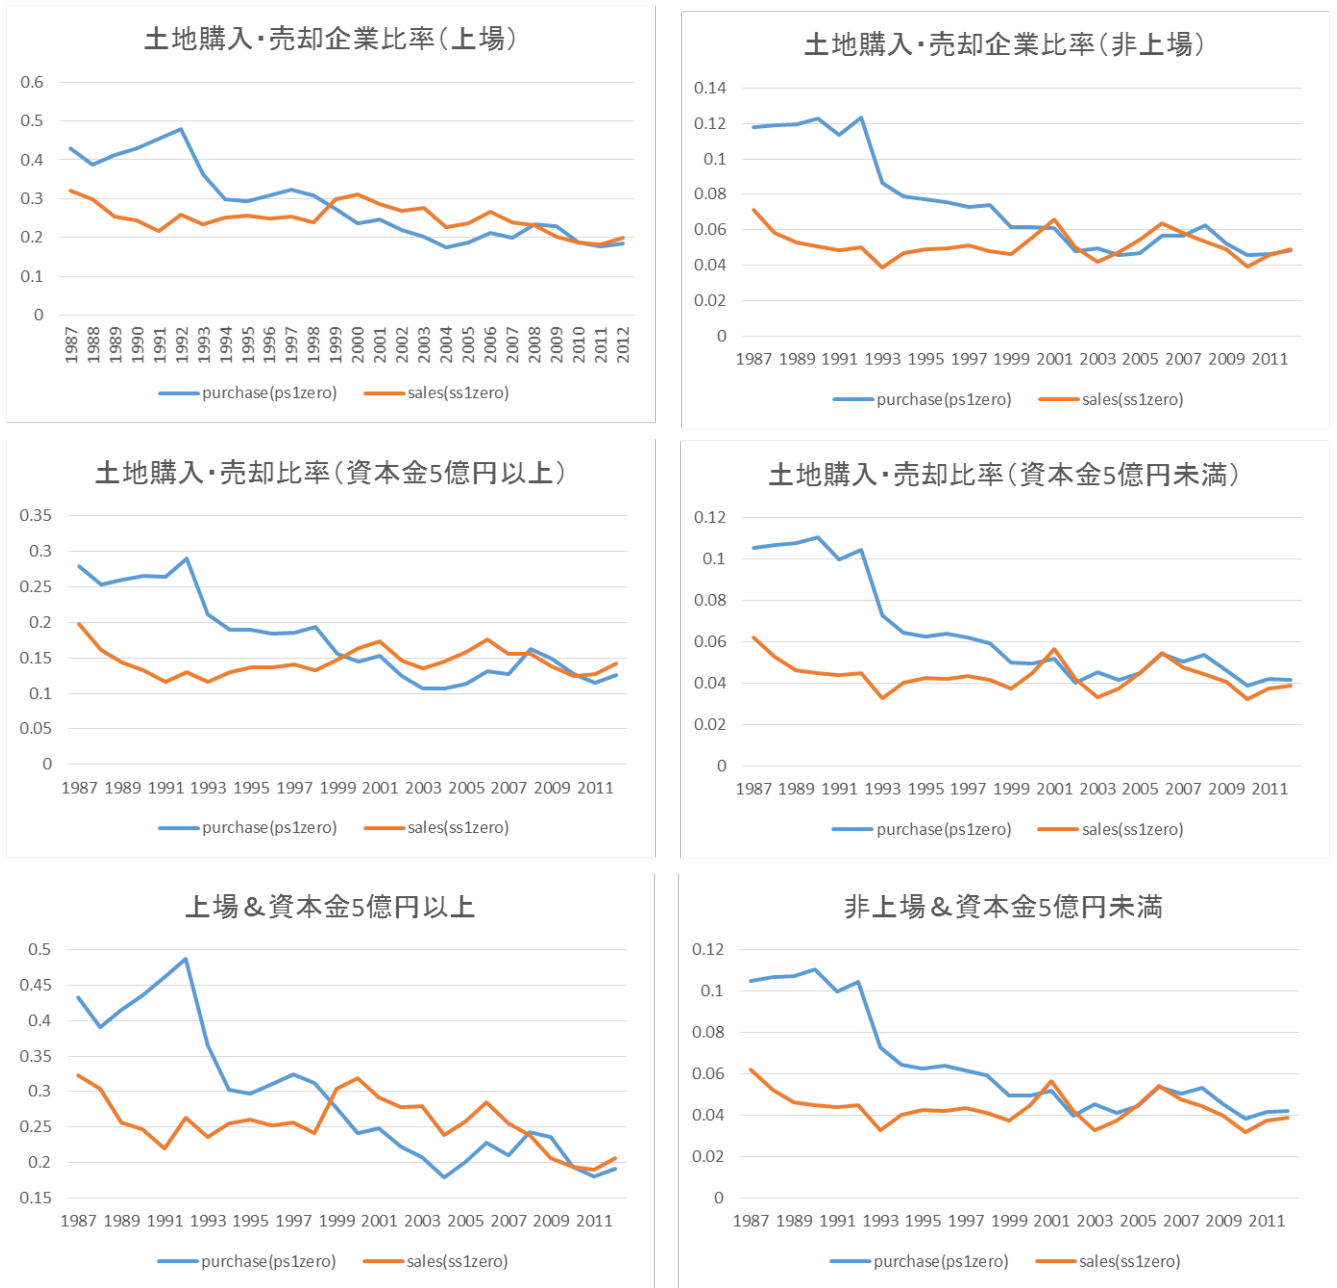 土地購入・売却企業比率（上場）
0.6
0.5
0.4
0.3
0.2
0.1
0
1987 1988 1989 1990 1991 1992 1993 1994 1995 1996 1997 1998 1999 2000 2001 2002 2003 2004 2005 2006 2007 2008 2009 2010 2011 2012
purchase(ps1zero) sales(ss1zero)
土地購入・売却企業比率（非上場）
0.14
0.12
0.1
0.08
0.06
0.04
0.02
0
1987 1989 1991 1993 1995 1997 1999 2001 2003 2005 2007 2009 2011
purchase(ps1zero) sales(ss1zero)
土地購入・売却比率（資本金5億円以上）
0.35
0.3
0.25
0.2
0.15
0.1
0.05
0
1987 1989 1991 1993 1995 1997 1999 2001 2003 2005 2007 2009 2011
purchase(ps1zero) sales(ss1zero)
土地購入・売却比率（資本金5億円未満）
0.12
0.1
0.08
0.06
0.04
0.02
0
1987 1989 1991 1993 1995 1997 1999 2001 2003 2005 2007 2009 2011
purchase(ps1zero) sales(ss1zero)
上場＆資本金5億円以上
0.5
0.45
0.4
0.35
0.3
0.25
0.2
0.15
1987 1989 1991 1993 1995 1997 1999 2001 2003 2005 2007 2009 2011
purchase(ps1zero) sales(ss1zero)
非上場＆資本金5億円未満
0.12
0.1
0.08
0.06
0.04
0.02
0
1987 1989 1991 1993 1995 1997 1999 2001 2003 2005 2007 2009 2011
purchase(ps1zero) sales(ss1zero)